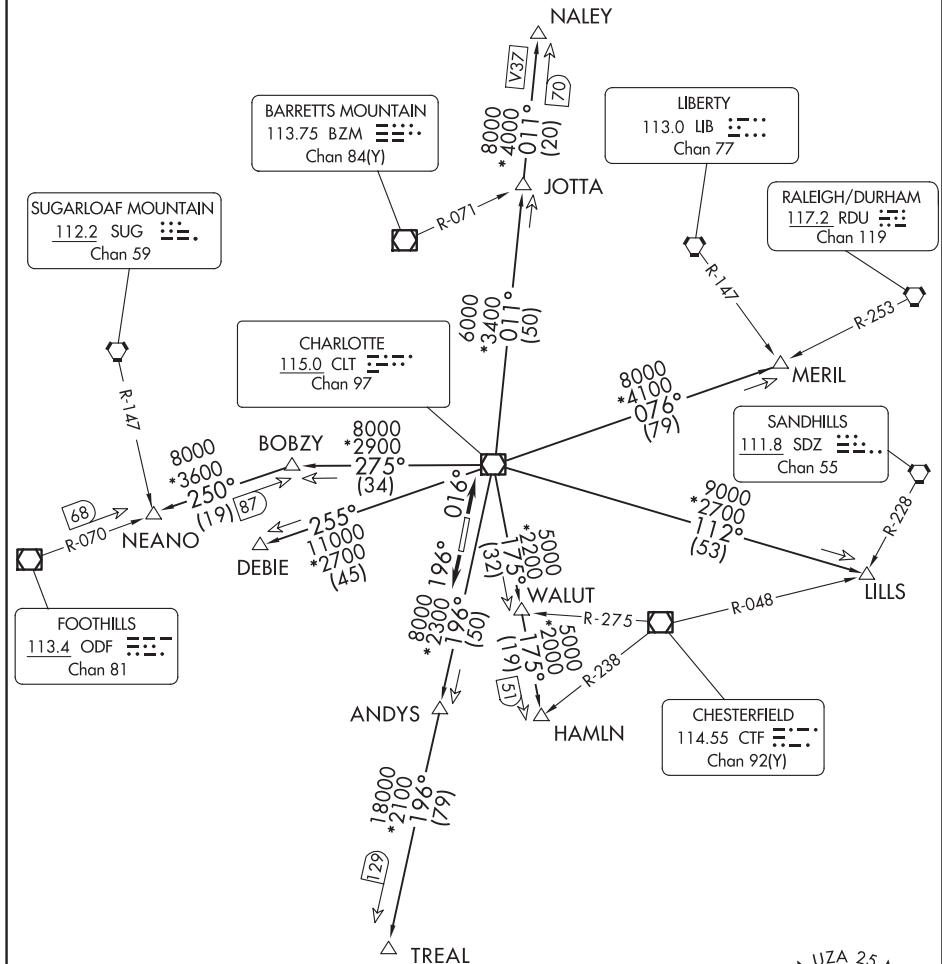 NALEY
V37
70
8000
*4000
011°
(20)
BARRETTS MOUNTAIN
113.75 BZM
Chan 84(Y)
LIBERTY
113.0 LIB
Chan 77
JOTTA
R-071
SUGARLOAF MOUNTAIN
112.2 SUG
Chan 59
RALEIGH/DURHAM
117.2 RDU
Chan 119
R-147
R-253
6000
*3400
011°
(50)
CHARLOTTE
115.0 CLT
Chan 97
MERIL
8000
*4100
076°
(79)
R-147
SANDHILLS
111.8 SDZ
Chan 55
BOBZY
8000
*2900
275°
(34)
8000
*3600
250°
(19)
87
016°
9000
*2700
112°
(53)
R-228
68
R-070
NEANO
255°
11000
*2700
(45)
DEBIE
196°
8000
*2300
196°
(50)
5000
*2200
175°
(32)
WALUT
LILLS
R-275
R-048
FOOTHILLS
113.4 ODF
Chan 81
5000
*2000
175°
(19)
51
R-238
ANDYS
HAMLN
CHESTERFIELD
114.55 CTF
Chan 92(Y)
18000
*2100
196°
(79)
129
TREAL
UZA 25